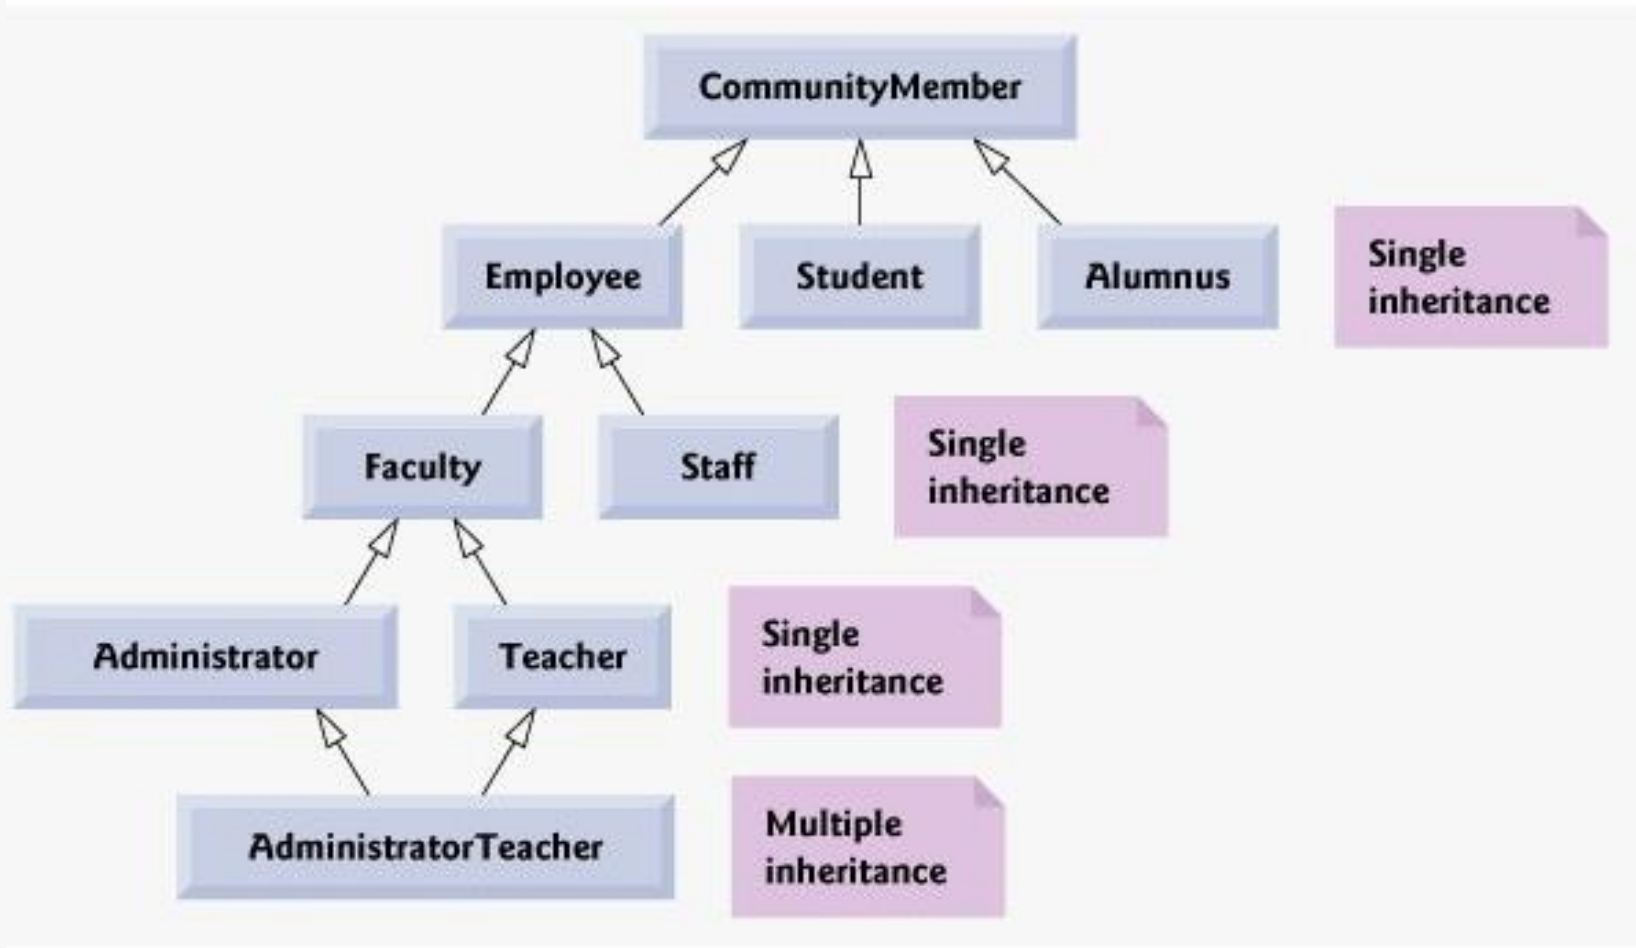 CommunityMember
Employee
Student
Alumnus
Single
inheritance
Faculty
Staff
Single
inheritance
Administrator
Teacher
Single
inheritance
AdministratorTeacher
Multiple
inheritance